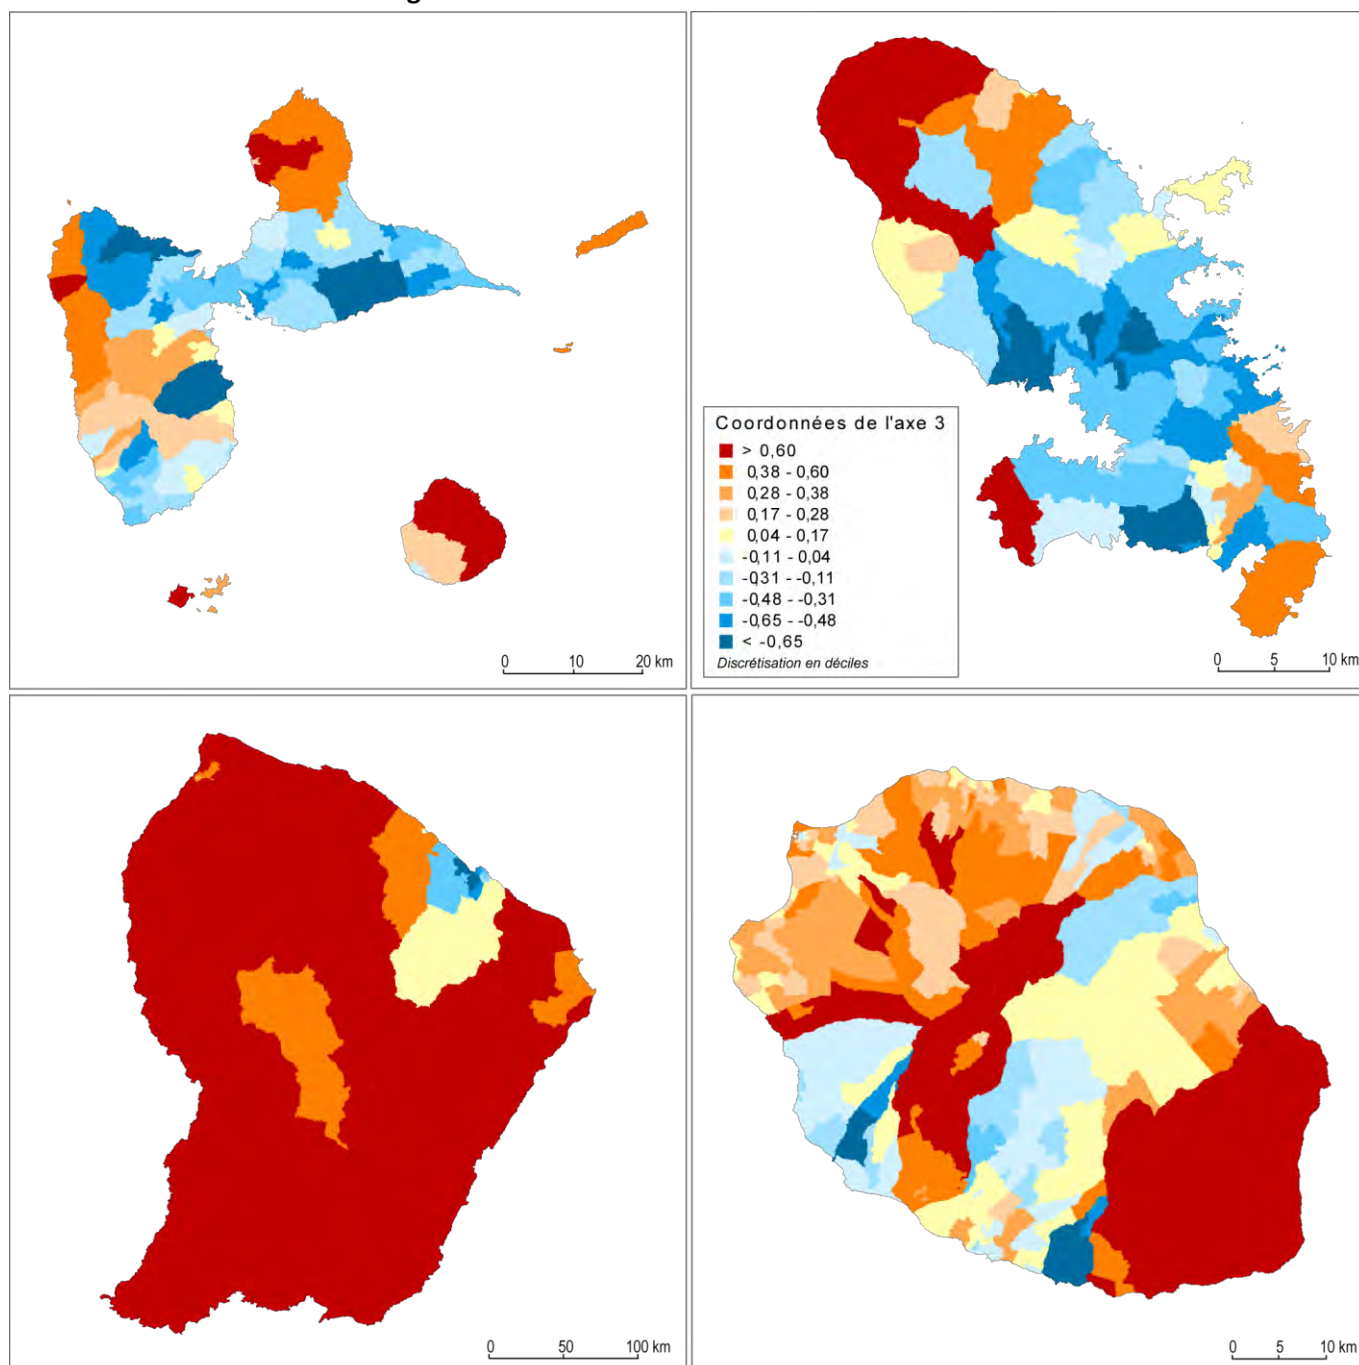 g
0 10 20 km
Coordonnées de l'axe 3
> 0,60
0,38 - 0,60
0,28 - 0,38
0,17 - 0,28
0,04 - 0,17
-0,11 - 0,04
-0,31 - -0,11
-0,48 - -0,31
-0,65 - -0,48
< -0,65
Discrétisation en déciles
0 5 10 km
0 50 100 km
0 5 10 km